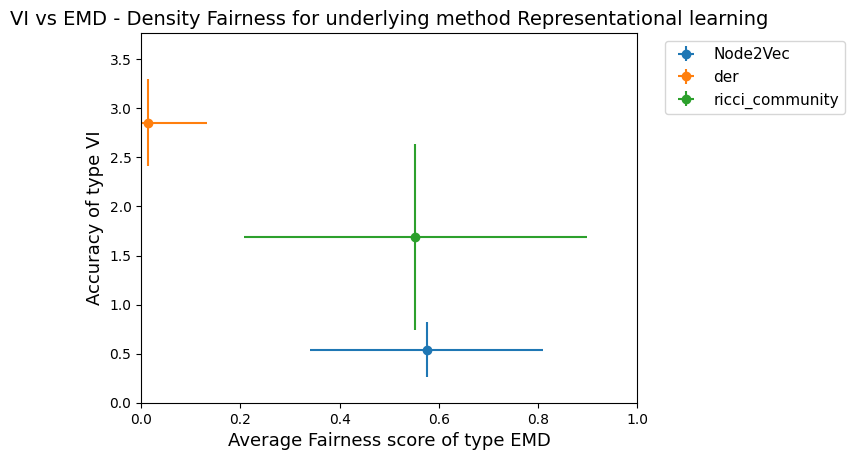 VI vs EMD - Density Fairness for underlying method Representational learning
Node2Vec
der
ricci_community
Accuracy of type VI
3.5
3.0
2.5
2.0
1.5
1.0
0.5
0.0
0.0 0.2 0.4 0.6 0.8 1.0
Average Fairness score of type EMD